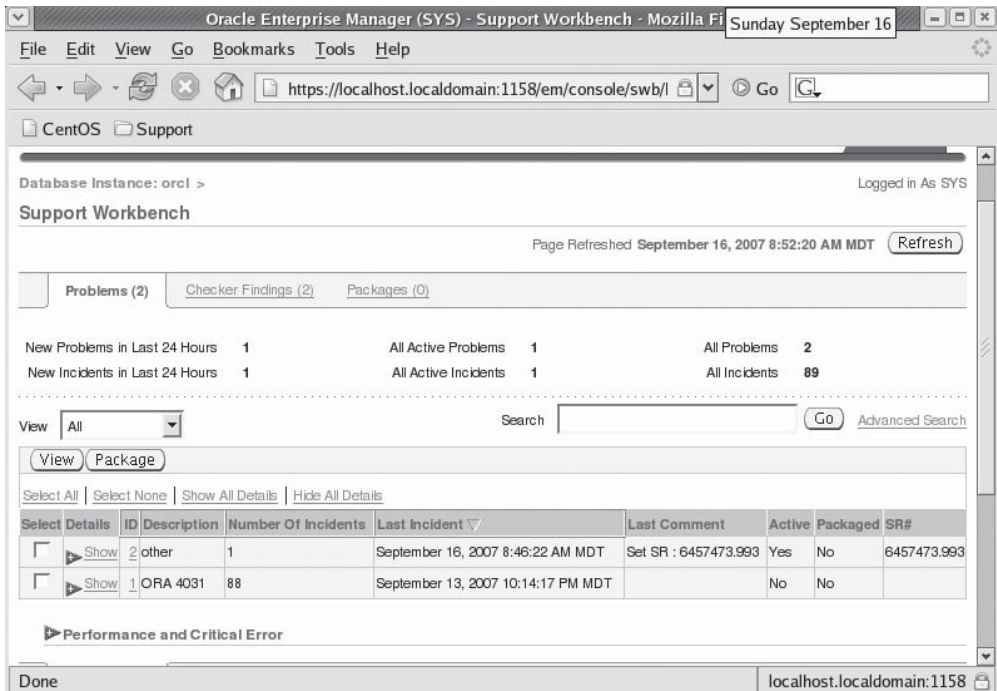 Oracle Enterprise Manager (SYS) - Support Workbench - Mozilla Fi
Sunday September 16
File Edit View Go Bookmarks Tools Help
https://localhost.localdomain:1158/em/console/swb/l Go G
CentOS Support
Database Instance: orcl >
Logged in As SYS
Support Workbench
Page Refreshed September 16, 2007 8:52:20 AM MDT Refresh
Problems (2) Checker Findings (2) Packages (0)
New Problems in Last 24 Hours 1 All Active Problems 1 All Problems 2
New Incidents in Last 24 Hours 1 All Active Incidents 1 All Incidents 89
View All Search Go Advanced Search
View Package
Select All | Select None | Show All Details | Hide All Details
Select Details ID Description Number Of Incidents Last Incident Last Comment Active Packaged SR#
Show 2 other 1 September 16, 2007 8:46:22 AM MDT Set SR : 6457473.993 Yes No 6457473.993
Show 1 ORA 4031 88 September 13, 2007 10:14:17 PM MDT No No
Performance and Critical Error
Done localhost.localdomain:1158